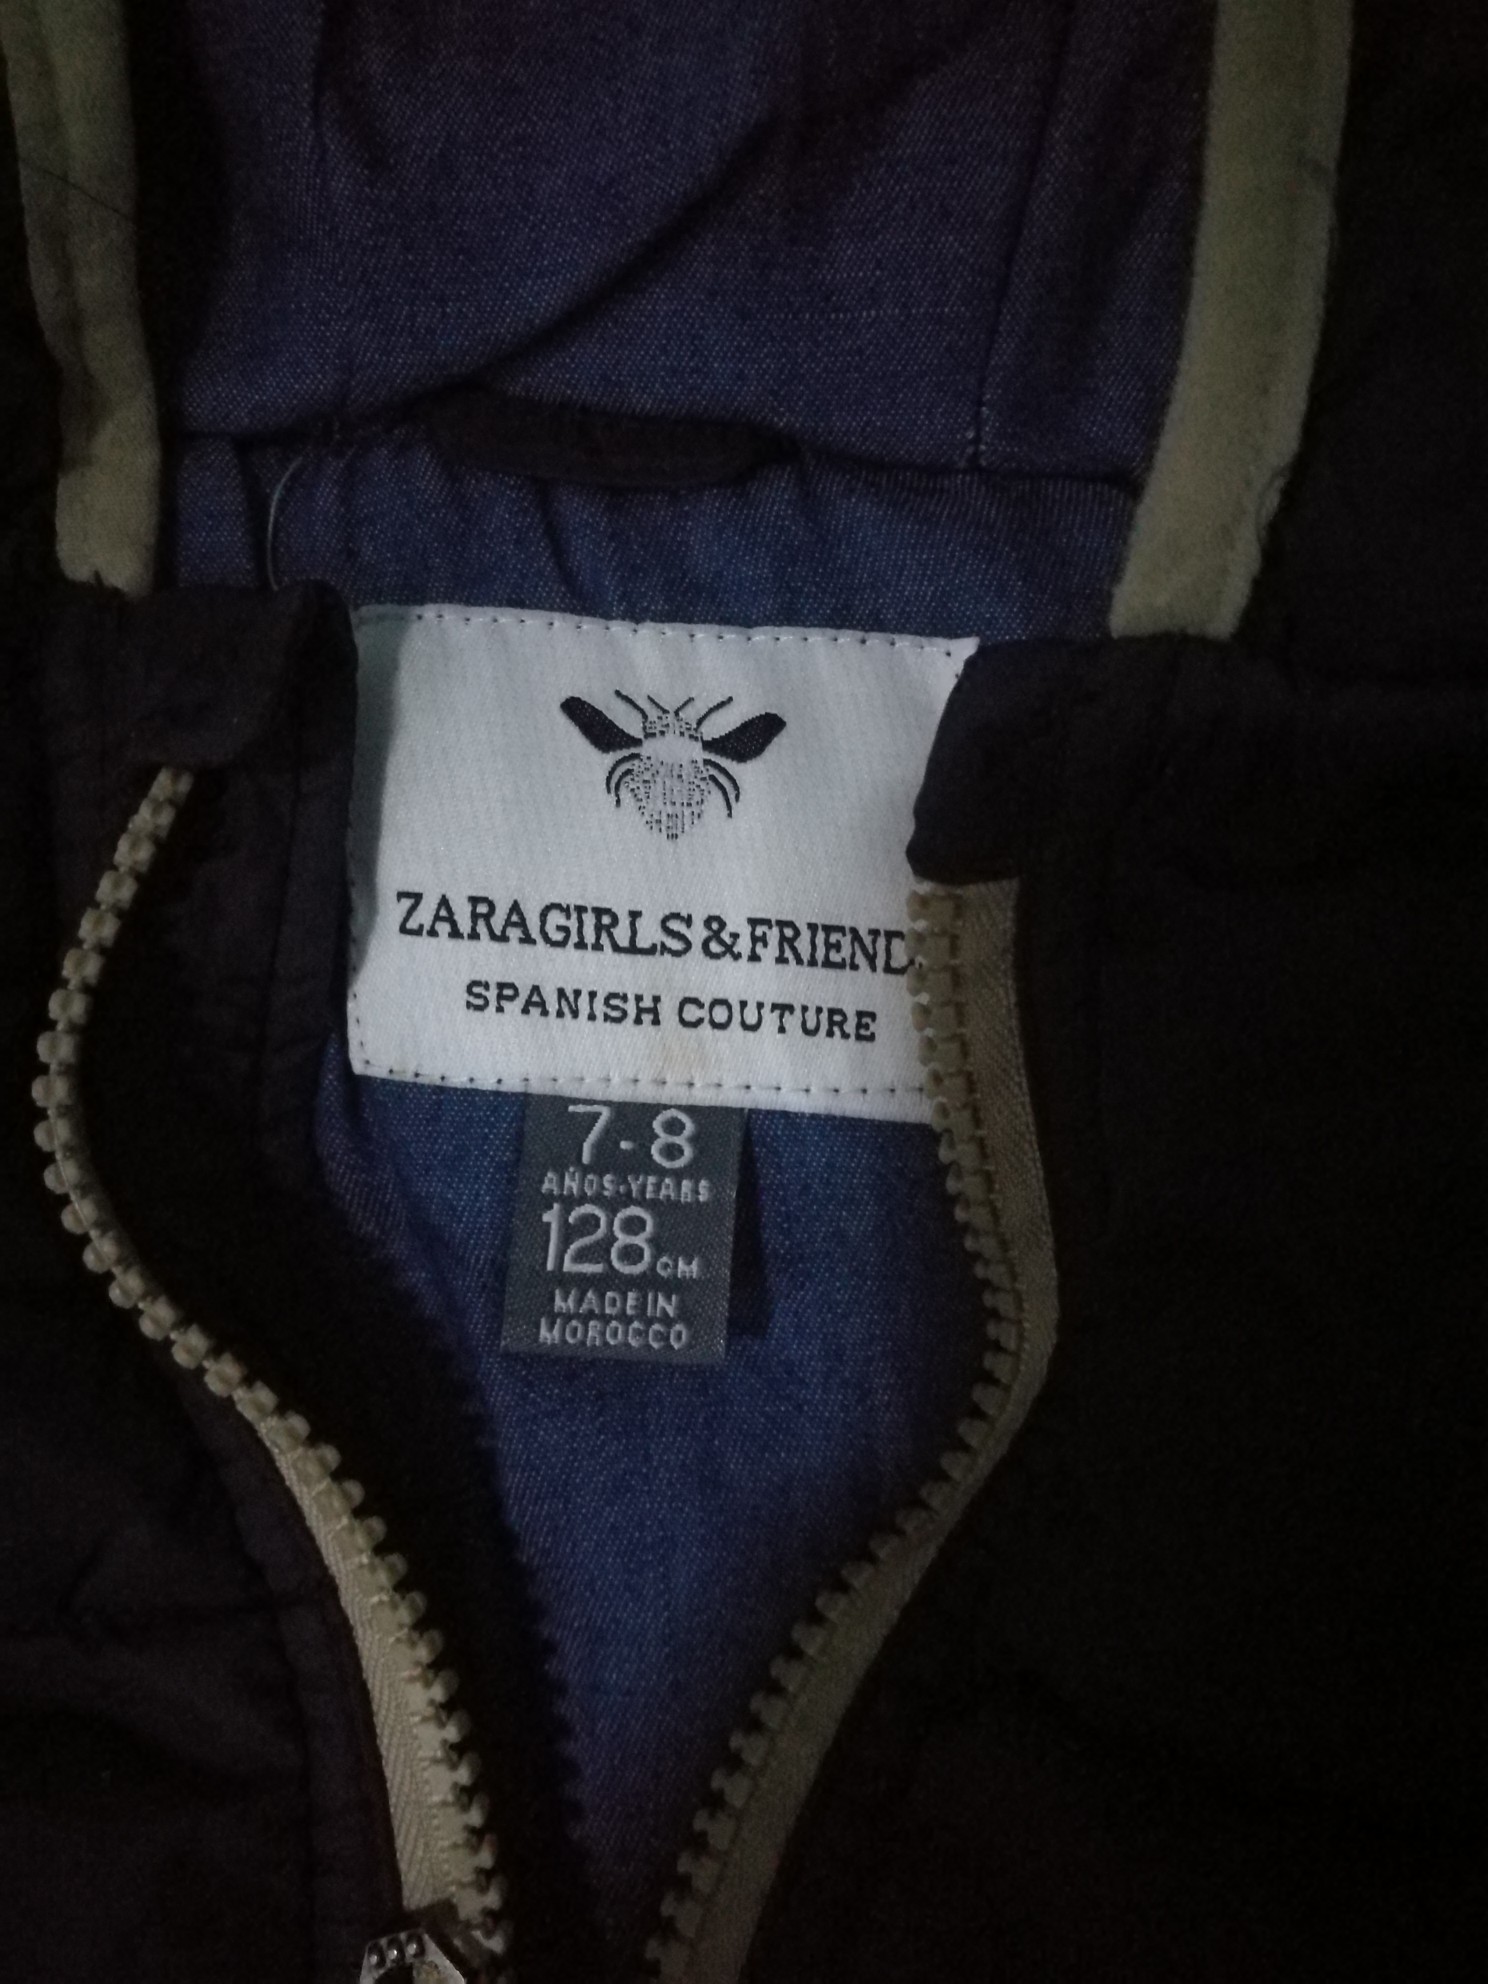 ZARAGIRLS&FRIEND
SPANISH COUTURE
7-8
AÑOS-YEARS
128CM
MADE IN
MOROCCO